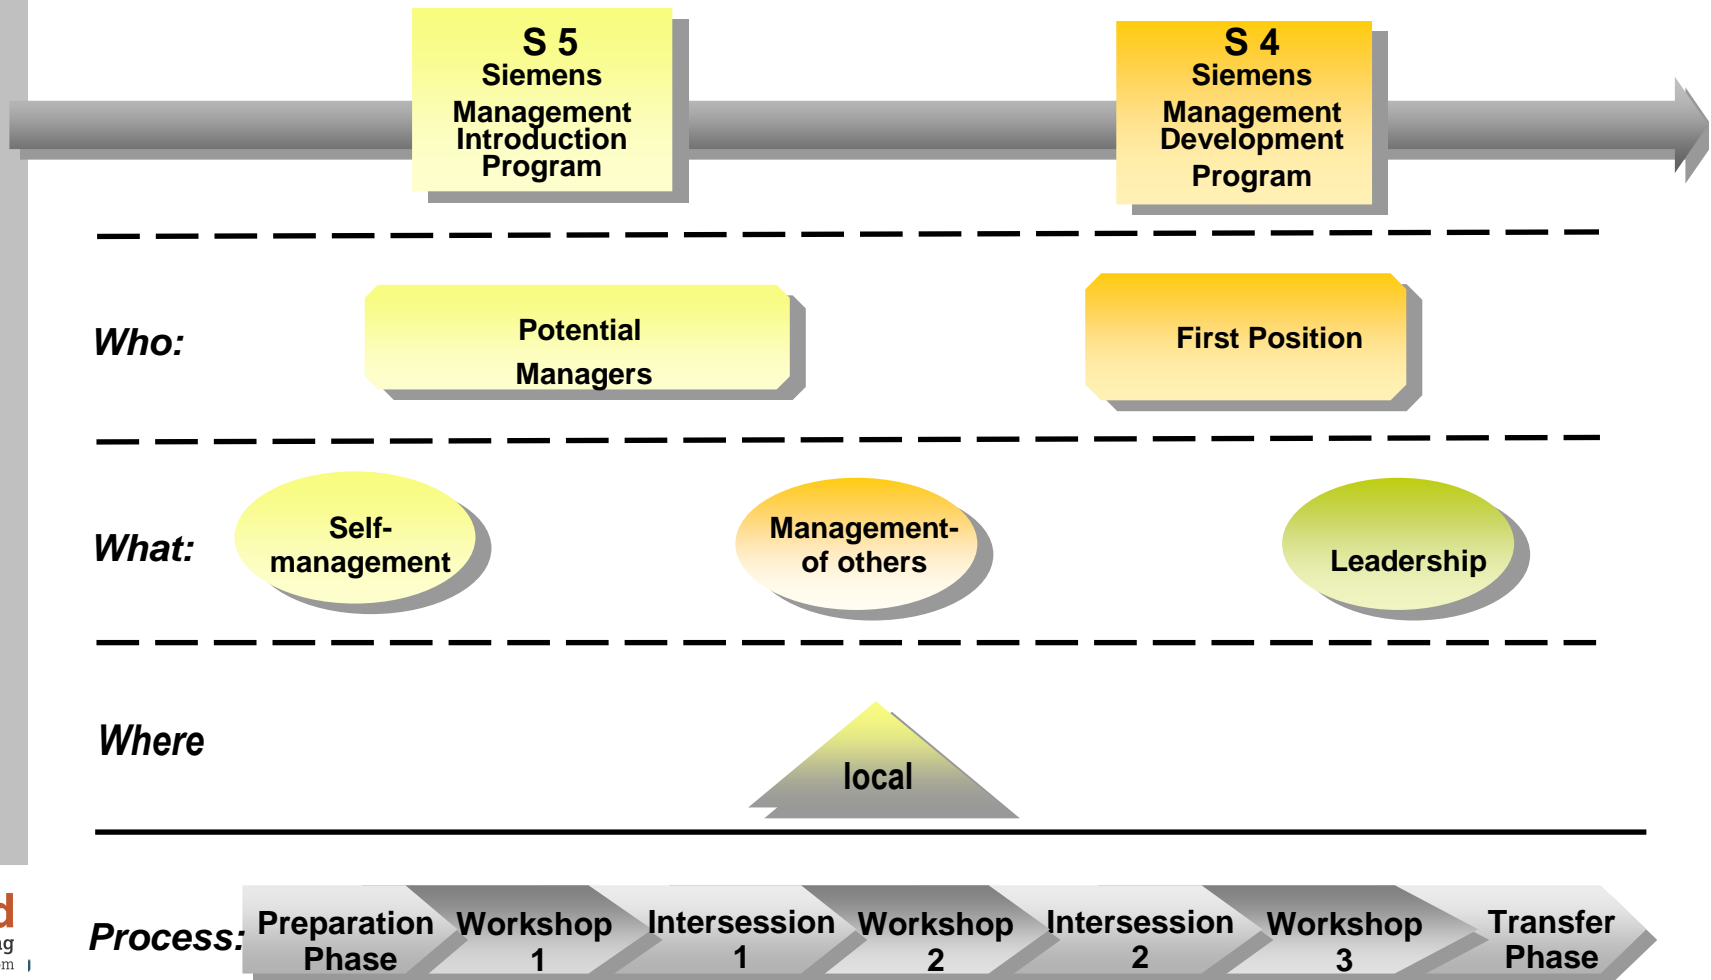 S 5
Siemens
Management
Introduction
Program
S 4
Siemens
Management
Development
Program
Who:
Potential
Managers
First Position
What:
Self-
management
Management-
of others
Leadership
Where
local
Process:
Preparation
Phase
Workshop
1
Intersession
1
Workshop
2
Intersession
2
Workshop
3
Transfer
Phase